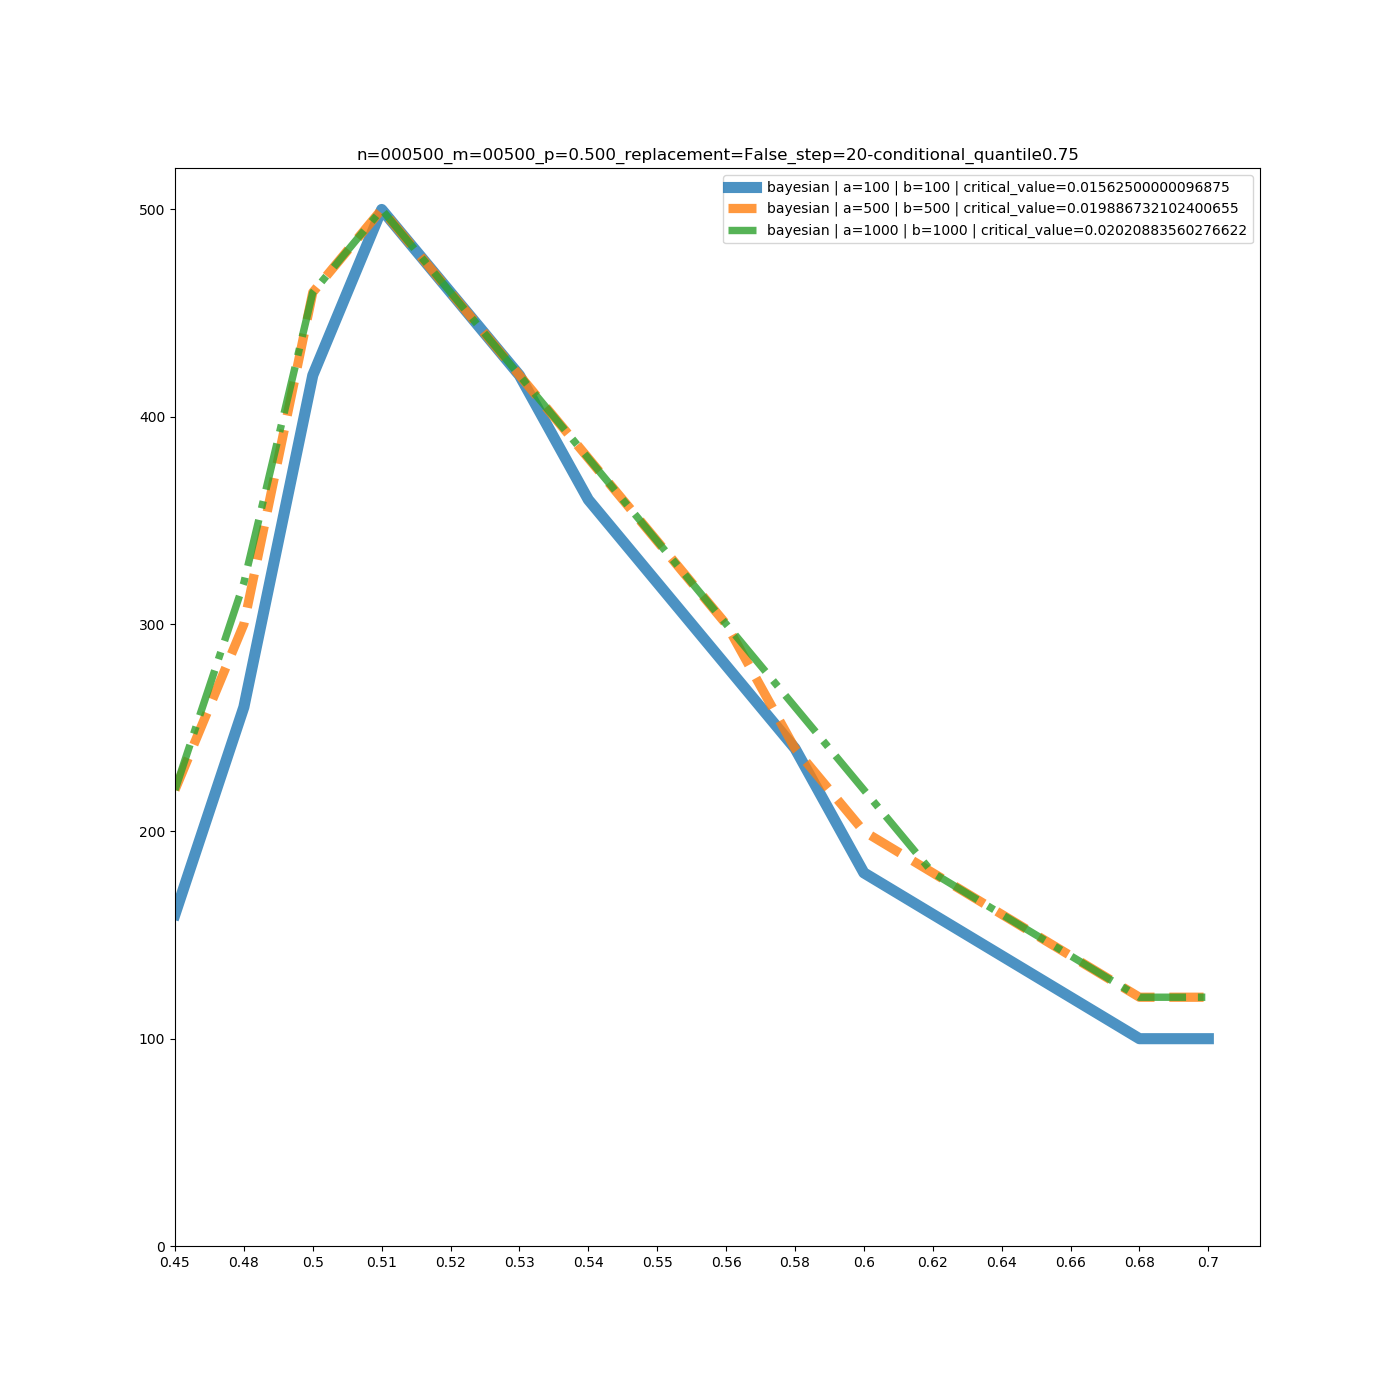 n=000500_m=00500_p=0.500_replacement=False_step=20-conditional_quantile0.75
bayesian | a=100 | b=100 | critical_value=0.01562500000096875
bayesian | a=500 | b=500 | critical_value=0.019886732102400655
bayesian | a=1000 | b=1000 | critical_value=0.02020883560276622
500
400
300
200
100
0
0.45 0.48 0.5 0.51 0.52 0.53 0.54 0.55 0.56 0.58 0.6 0.62 0.64 0.66 0.68 0.7